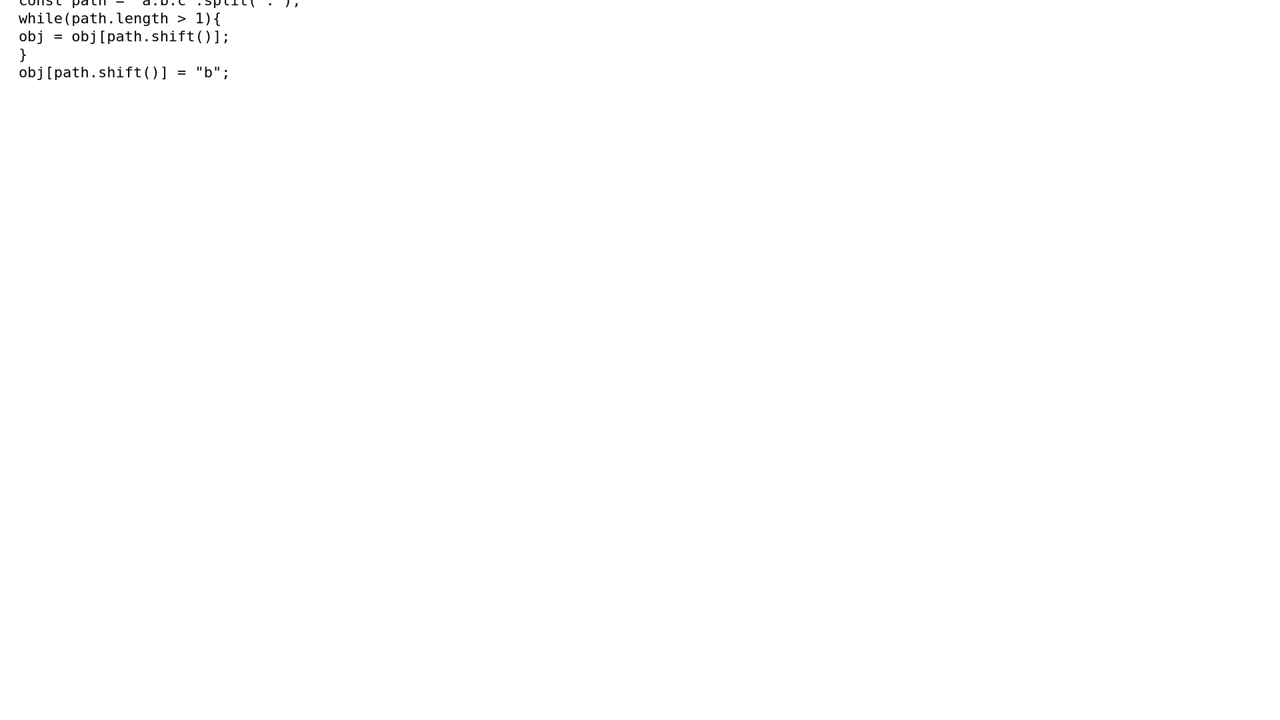 const path = "a.b.c".split(".");
while(path.length > 1){
obj = obj[path.shift()];
}
obj[path.shift()] = "b";